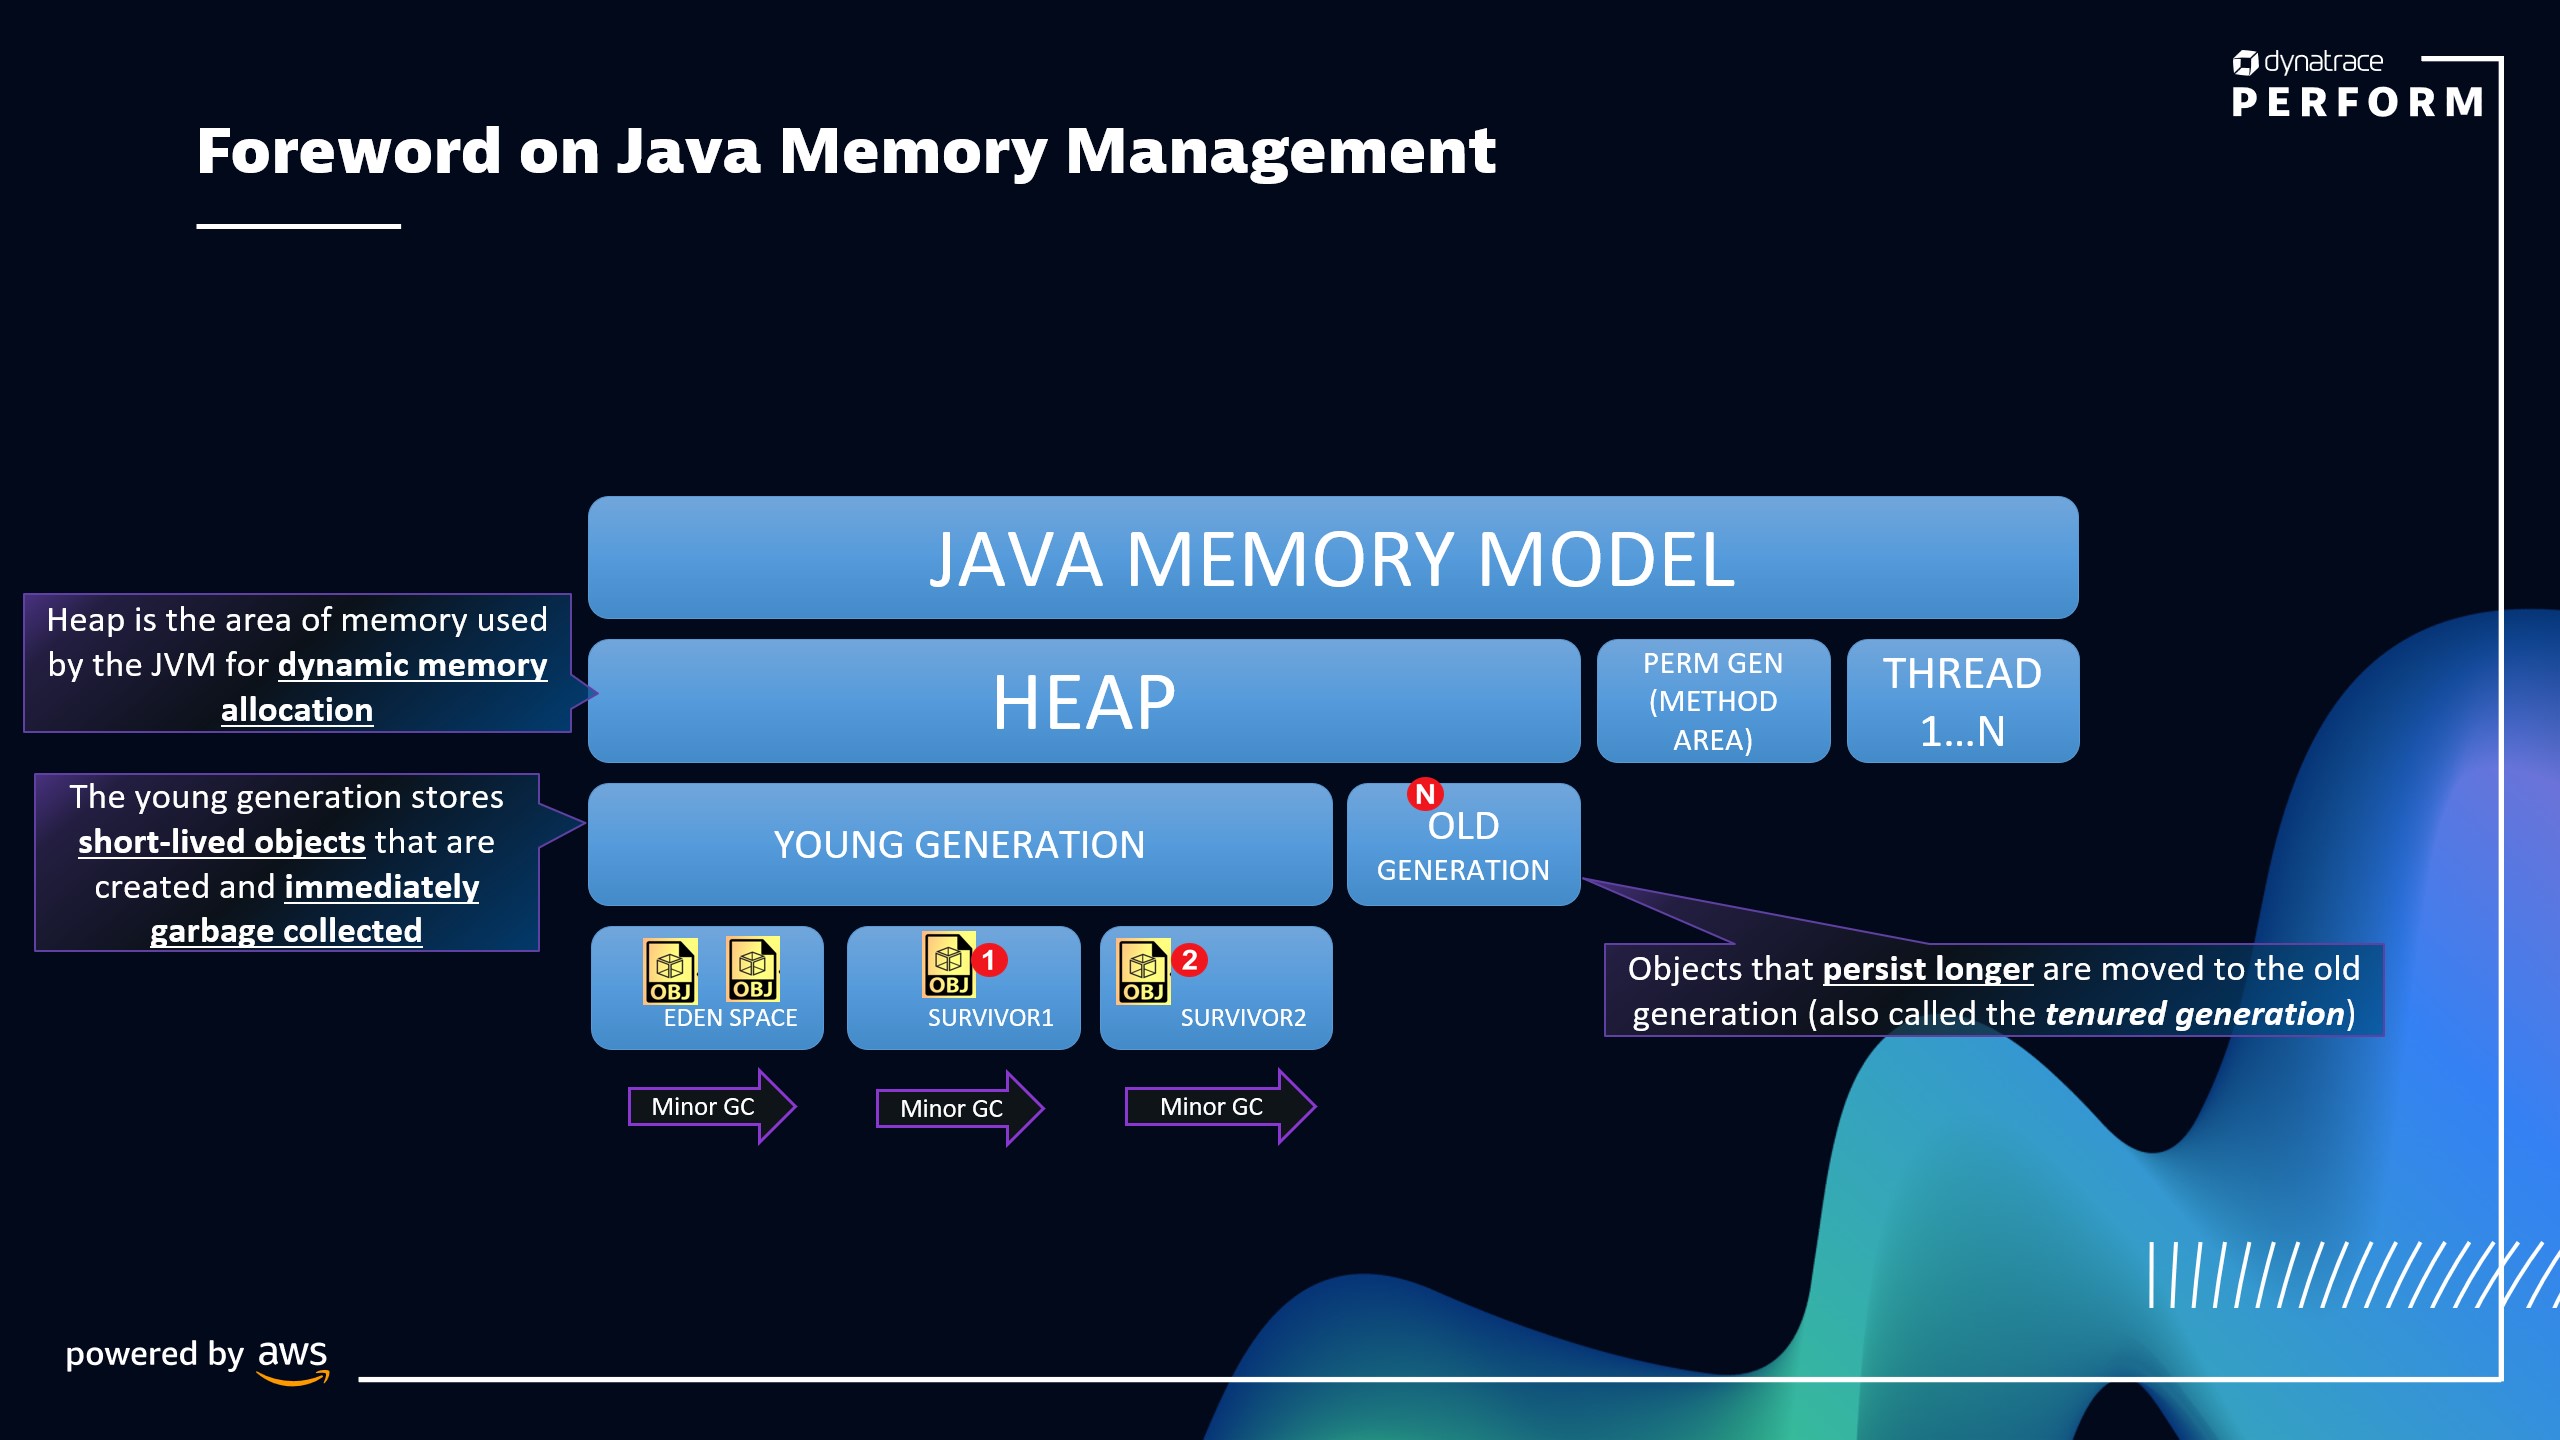 dynatrace
PERFORM
Foreword on Java Memory Management
JAVA MEMORY MODEL
Heap is the area of memory used
by the JVM for dynamic memory
allocation
HEAP
PERM GEN
(METHOD
AREA)
THREAD
1...N
The young generation stores
short-lived objects that are
created and immediately
garbage collected
YOUNG GENERATION
N
OLD
GENERATION
OBJ
OBJ
EDEN SPACE
OBJ
1
SURVIVOR1
OBJ
2
SURVIVOR2
Objects that persist longer are moved to the old
generation (also called the tenured generation)
Minor GC
Minor GC
Minor GC
powered by aws